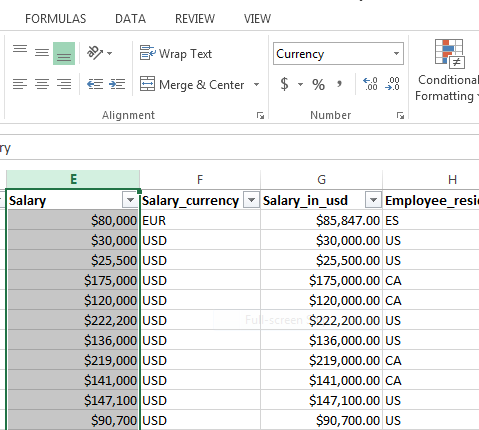 FORMULAS DATA REVIEW VIEW
Wrap Text Currency
Merge & Center $ % , ←.0 .00 .00 →.0 Conditional Formatting
Alignment Number
ry
E F G H
Salary Salary_currency Salary_in_usd Employee_resi
$80,000 EUR $85,847.00 ES
$30,000 USD $30,000.00 US
$25,500 USD $25,500.00 US
$175,000 USD $175,000.00 CA
$120,000 USD $120,000.00 CA
$222,200 USD Full-screen $222,200.00 US
$136,000 USD $136,000.00 US
$219,000 USD $219,000.00 CA
$141,000 USD $141,000.00 CA
$147,100 USD $147,100.00 US
$90,700 USD $90,700.00 US